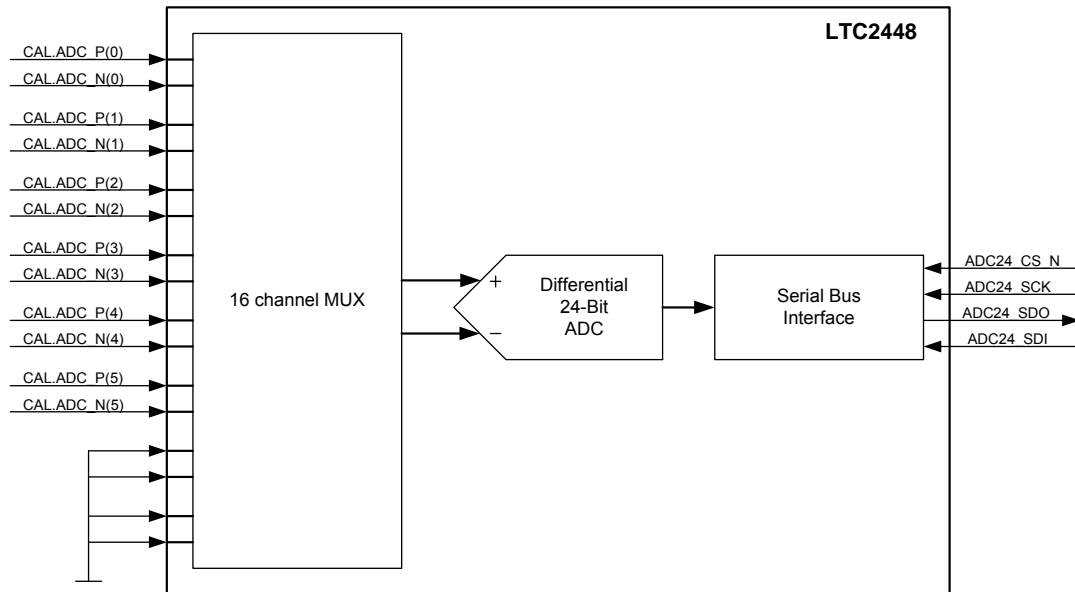 LTC2448
CAL.ADC_P(0)
CAL.ADC_N(0)
CAL.ADC_P(1)
CAL.ADC_N(1)
CAL.ADC_P(2)
CAL.ADC_N(2)
CAL.ADC_P(3)
CAL.ADC_N(3)
CAL.ADC_P(4)
CAL.ADC_N(4)
CAL.ADC_P(5)
CAL.ADC_N(5)
16 channel MUX
+
−
Differential
24-Bit
ADC
Serial Bus
Interface
ADC24_CS_N
ADC24_SCK
ADC24_SDO
ADC24_SDI